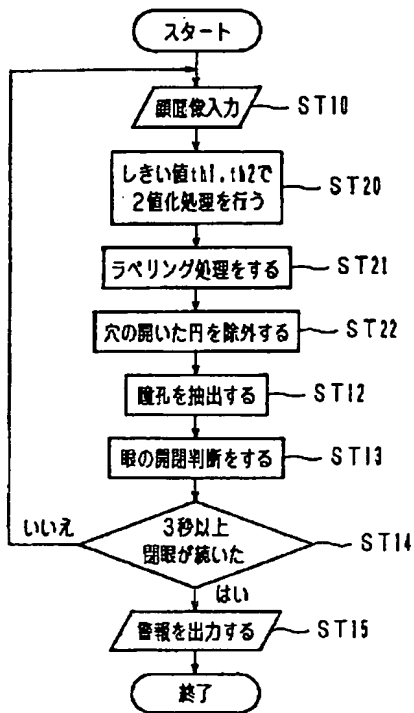 スタート
顔画像入力
ST10
しきい値th1,th2で
2値化処理を行う
ST20
ラベリング処理をする
ST21
穴の開いた円を除外する
ST22
瞳孔を抽出する
ST12
眼の開閉判断をする
ST13
いいえ
3秒以上
閉眼が続いた
ST14
はい
警報を出力する
ST15
終了